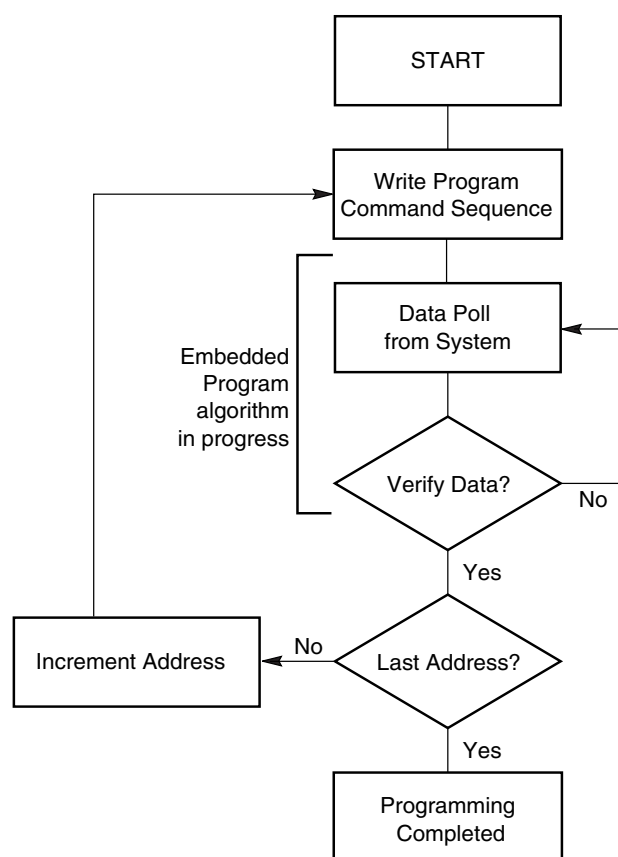 START
Write Program
Command Sequence
Data Poll
from System
Embedded
Program
algorithm
in progress
Verify Data?
No
Yes
No
Increment Address
Last Address?
Yes
Programming
Completed